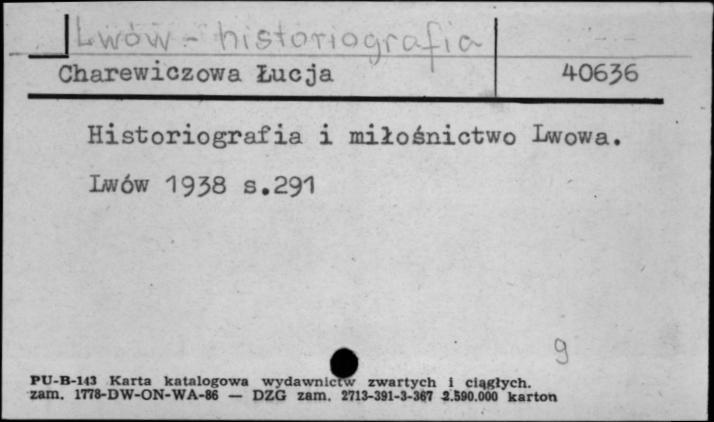 Lwów - historiografia
Charewiczowa Łucja 40636
Historiografia i miłośnictwo Lwowa.
Lwów 1938 s.291
9
PU-B-143 Karta katalogowa wydawnictw zwartych i ciągłych.
zam. 1778-DW-ON-WA-86 — DZG zam. 2713-391-3-367 2.590.000 karton